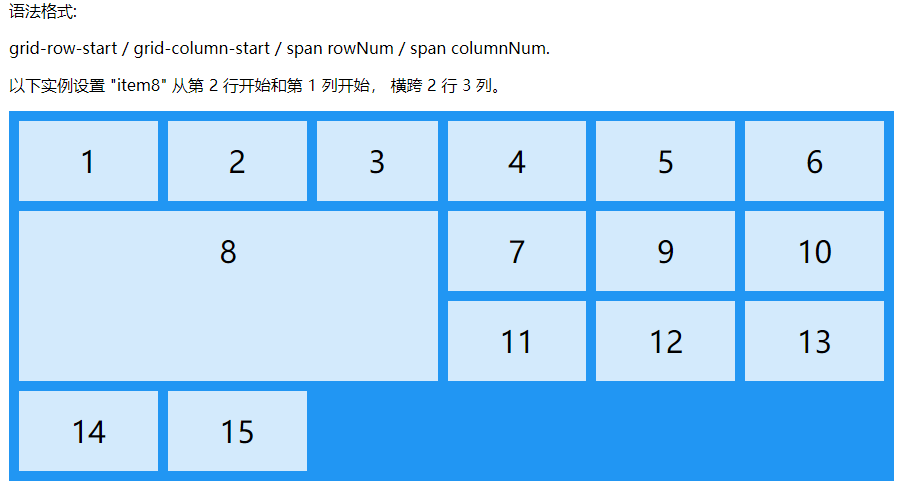 语法格式:
grid-row-start / grid-column-start / span rowNum / span columnNum.
以下实例设置 "item8" 从第 2 行开始和第 1 列开始， 横跨 2 行 3 列。
1 2 3 4 5 6
8 7 9 10
11 12 13
14 15